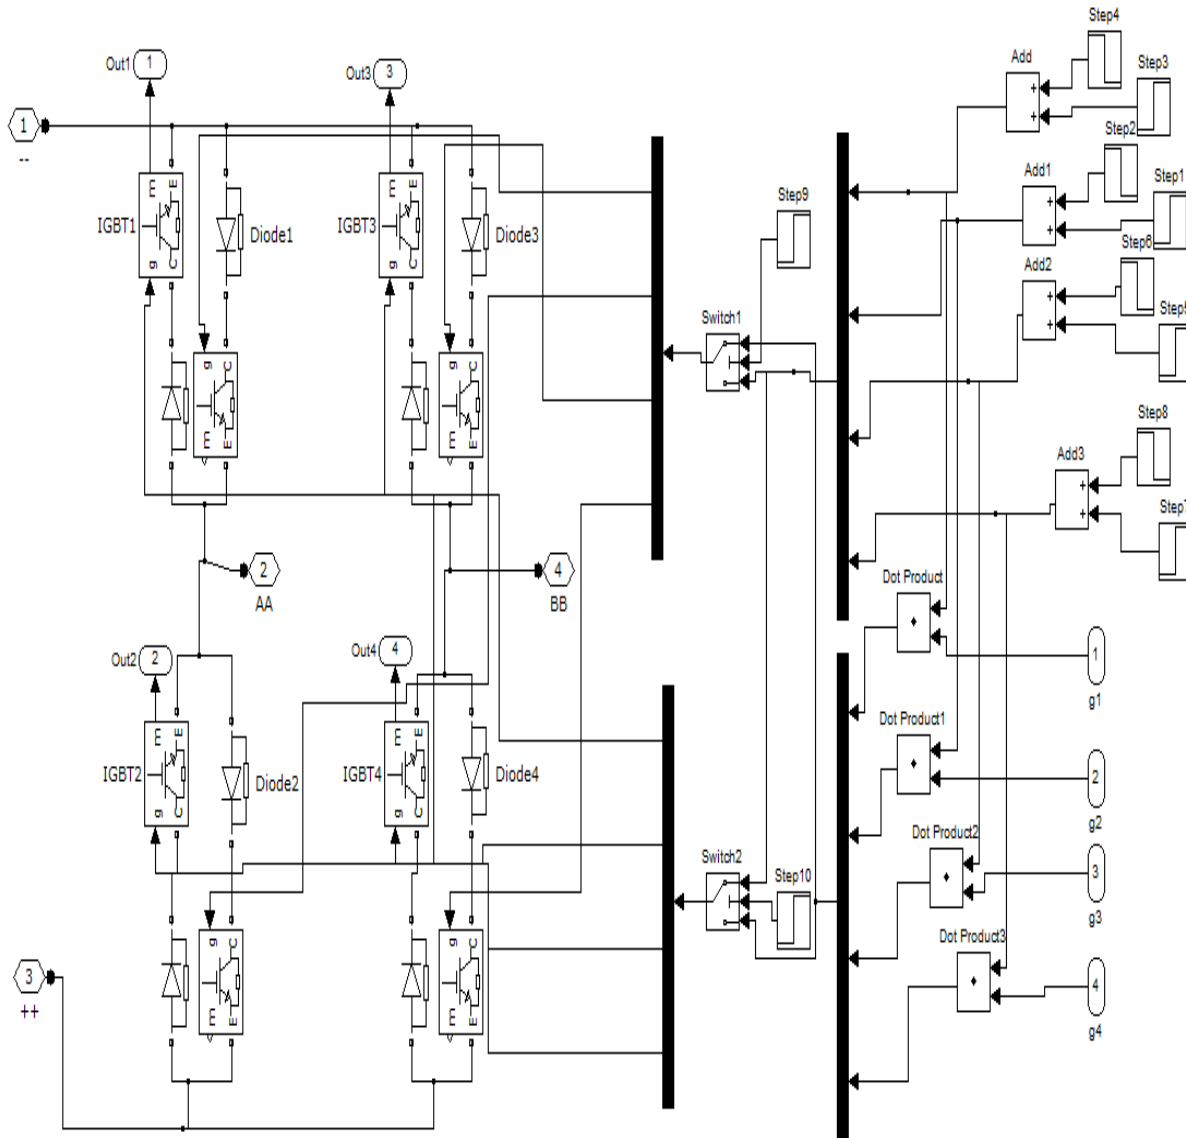 Step4
Add
Step3
Out1
1
Out3
3
1
--
Step2
Add1
Step1
Step9
E
E
IGBT1
g
C
Diode1
E
E
IGBT3
g
C
Diode3
Step6
Add2
Step5
Switch1
g
C
E
E
g
C
E
E
Step8
Add3
Step7
2
AA
4
BB
Dot Product
1
g1
Out2
2
Out4
4
Dot Product1
2
g2
E
E
IGBT2
g
C
Diode2
E
E
IGBT4
g
C
Diode4
Dot Product2
3
g3
Switch2
Step10
g
C
E
E
g
C
E
E
Dot Product3
4
g4
3
++